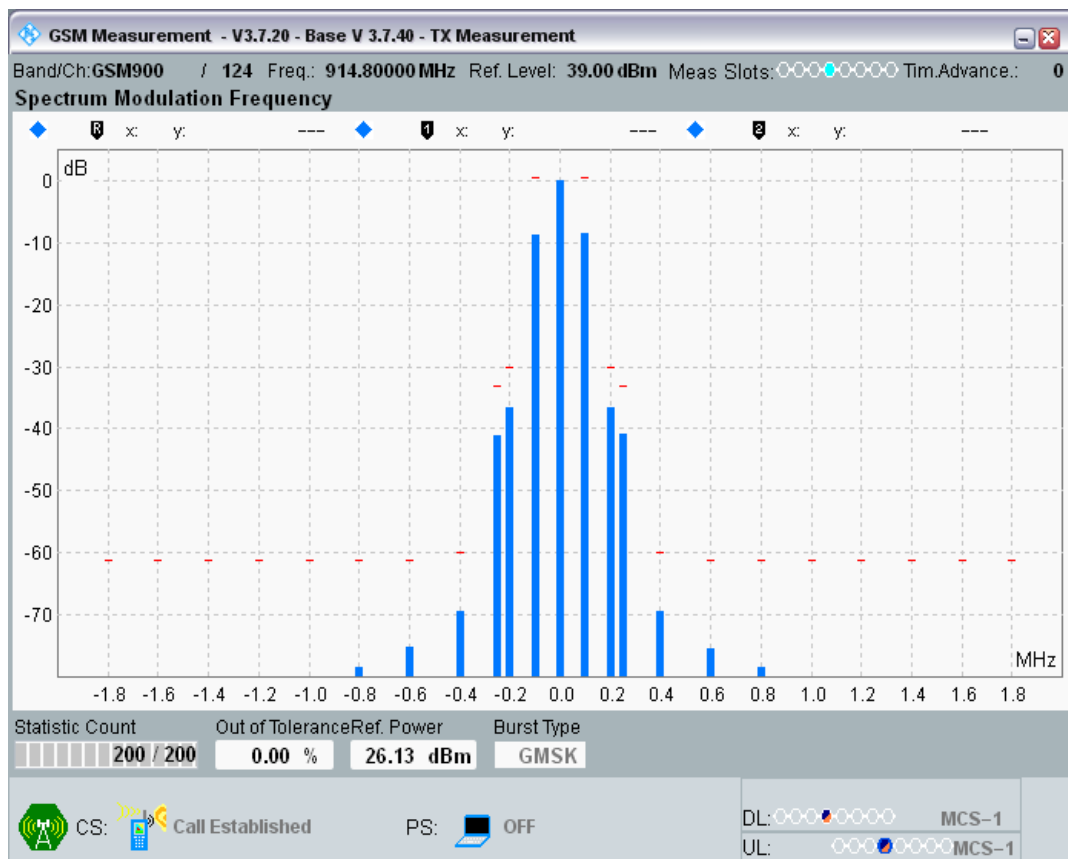 GSM Measurement - V3.7.20 - Base V 3.7.40 - TX Measurement
Band/Ch:GSM900 / 124 Freq.: 914.80000 MHz Ref. Level: 39.00 dBm Meas Slots: Tim.Advance.: 0
Spectrum Modulation Frequency
R x: y: --- 1 x: y: --- 2 x: y: ---
dB
0
-10
-20
-30
-40
-50
-60
-70
MHz
-1.8 -1.6 -1.4 -1.2 -1.0 -0.8 -0.6 -0.4 -0.2 0.0 0.2 0.4 0.6 0.8 1.0 1.2 1.4 1.6 1.8
Statistic Count Out of Tolerance Ref. Power Burst Type
200 / 200 0.00 % 26.13 dBm GMSK
CS: Call Established PS: OFF
DL: MCS-1
UL: MCS-1